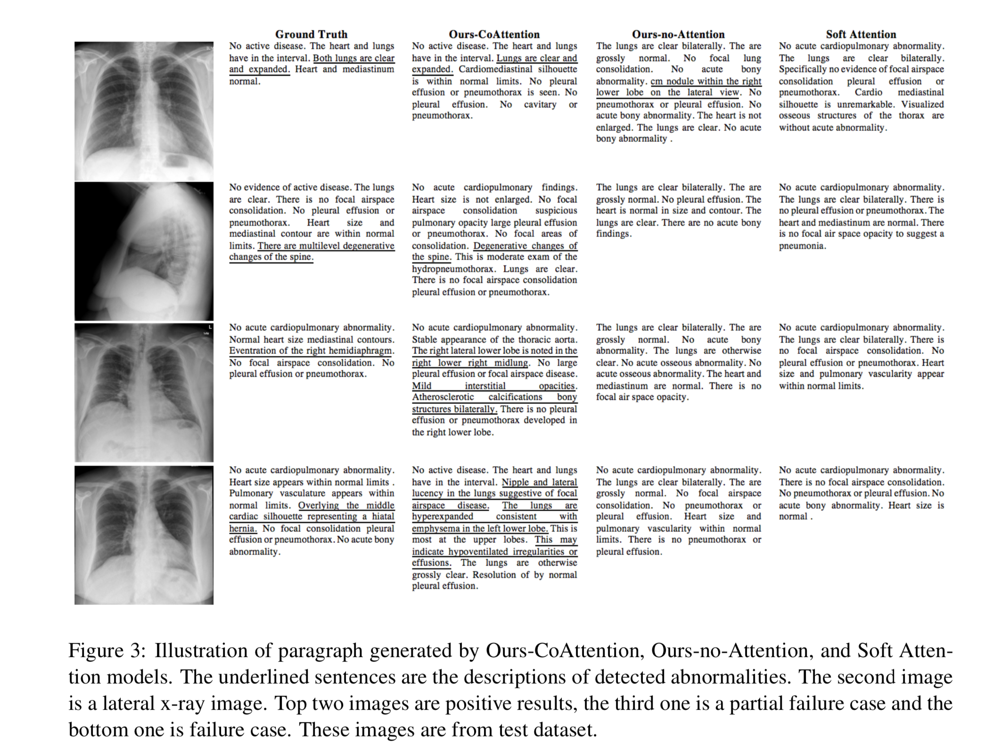 Ground Truth
No active disease. The heart and lungs
have in the interval. Both lungs are clear
and expanded. Heart and mediastinum
normal.
Ours-CoAttention
No active disease. The heart and lungs
have in the interval. Lungs are clear and
expanded. Cardiomediastinal silhouette
is within normal limits. No pleural
effusion or pneumothorax is seen. No
pleural effusion. No cavitary or
pneumothorax.
Ours-no-Attention
The lungs are clear bilaterally. The are
grossly normal. No focal lung
consolidation. No acute bony
abnormality. cm nodule within the right
lower lobe on the lateral view. No
pneumothorax or pleural effusion. No
acute bony abnormality. The heart is not
enlarged. The lungs are clear. No acute
bony abnormality .
Soft Attention
No acute cardiopulmonary abnormality.
The lungs are clear bilaterally.
Specifically no evidence of focal airspace
consolidation pleural effusion or
pneumothorax. Cardio mediastinal
silhouette is unremarkable. Visualized
osseous structures of the thorax are
without acute abnormality.
No evidence of active disease. The lungs
are clear. There is no focal airspace
consolidation. No pleural effusion or
pneumothorax. Heart size and
mediastinal contour are within normal
limits. There are multilevel degenerative
changes of the spine.
No acute cardiopulmonary findings.
Heart size is not enlarged. No focal
airspace consolidation suspicious
pulmonary opacity large pleural effusion
or pneumothorax. No focal areas of
consolidation. Degenerative changes of
the spine. This is moderate exam of the
hydropneumothorax. Lungs are clear.
There is no focal airspace consolidation
pleural effusion or pneumothorax.
The lungs are clear bilaterally. The are
grossly normal. No pleural effusion. The
heart is normal in size and contour. The
lungs are clear. There are no acute bony
findings.
No acute cardiopulmonary abnormality.
The lungs are clear bilaterally. There is
no pleural effusion or pneumothorax. The
heart and mediastinum are normal. There
is no focal air space opacity to suggest a
pneumonia.
L
No acute cardiopulmonary abnormality.
Normal heart size mediastinal contours.
Eventration of the right hemidiaphragm.
No focal airspace consolidation. No
pleural effusion or pneumothorax.
No acute cardiopulmonary abnormality.
Stable appearance of the thoracic aorta.
The right lateral lower lobe is noted in the
right lower right midlung. No large
pleural effusion or focal airspace disease.
Mild interstitial opacities.
Atherosclerotic calcifications bony
structures bilaterally. There is no pleural
effusion or pneumothorax developed in
the right lower lobe.
The lungs are clear bilaterally. The are
grossly normal. No acute bony
abnormality. The lungs are otherwise
clear. No acute osseous abnormality. No
acute osseous abnormality. The heart and
mediastinum are normal. There is no
focal air space opacity.
No acute cardiopulmonary abnormality.
The lungs are clear bilaterally. There is
no focal airspace consolidation. No
pleural effusion or pneumothorax. Heart
size and pulmonary vascularity appear
within normal limits.
No acute cardiopulmonary abnormality.
Heart size appears within normal limits .
Pulmonary vasculature appears within
normal limits. Overlying the middle
cardiac silhouette representing a hiatal
hernia. No focal consolidation pleural
effusion or pneumothorax. No acute bony
abnormality.
No active disease. The heart and lungs
have in the interval. Nipple and lateral
lucency in the lungs suggestive of focal
airspace disease. The lungs are
hyperexpanded consistent with
emphysema in the left lower lobe. This is
most at the upper lobes. This may
indicate hypoventilated irregularities or
effusions. The lungs are otherwise
grossly clear. Resolution of by normal
pleural effusion.
No acute cardiopulmonary abnormality.
The lungs are clear bilaterally. The are
grossly normal. No focal airspace
consolidation. No pneumothorax or
pleural effusion. Heart size and
pulmonary vascularity within normal
limits. There is no pneumothorax or
pleural effusion.
No acute cardiopulmonary abnormality.
There is no focal airspace consolidation.
No pneumothorax or pleural effusion. No
acute bony abnormality. Heart size is
normal .
Figure 3: Illustration of paragraph generated by Ours-CoAttention, Ours-no-Attention, and Soft Atten-
tion models. The underlined sentences are the descriptions of detected abnormalities. The second image
is a lateral x-ray image. Top two images are positive results, the third one is a partial failure case and the
bottom one is failure case. These images are from test dataset.